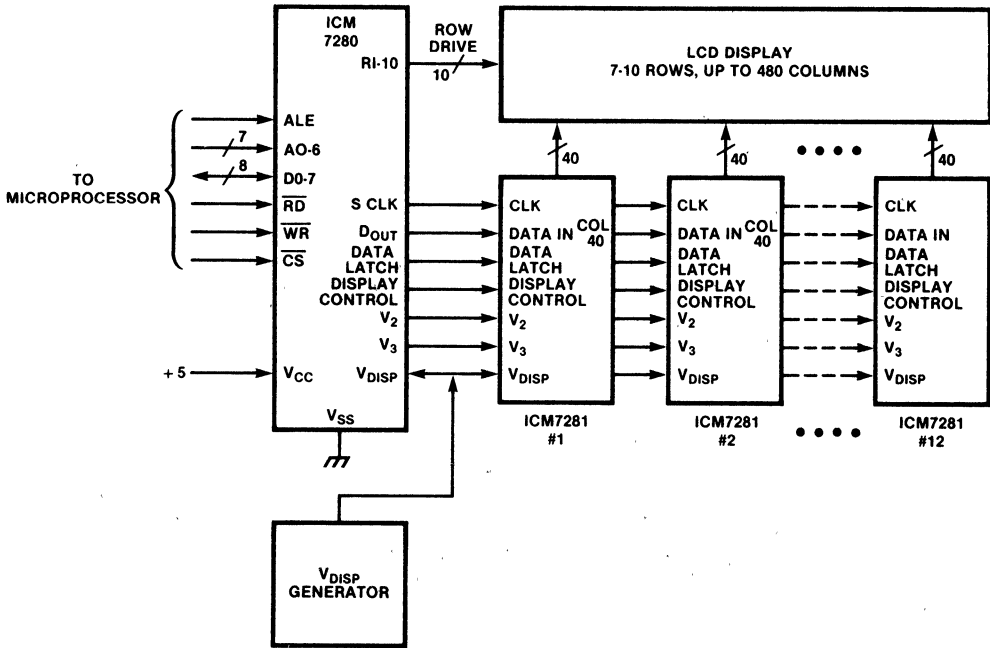 ICM
7280
RI-10
ROW
DRIVE
10
LCD DISPLAY
7-10 ROWS, UP TO 480 COLUMNS
TO
MICROPROCESSOR
ALE
7
AO-6
8
D0-7
RD
WR
CS
+ 5
VCC
VSS
S CLK
DOUT
DATA
LATCH
DISPLAY
CONTROL
V2
V3
VDISP
40
CLK
DATA IN
COL
40
DATA
LATCH
DISPLAY
CONTROL
V2
V3
VDISP
ICM7281
#1
40
CLK
DATA IN
COL
40
DATA
LATCH
DISPLAY
CONTROL
V2
V3
VDISP
ICM7281
#2
40
CLK
DATA IN
DATA
LATCH
DISPLAY
CONTROL
V2
V3
VDISP
ICM7281
#12
VDISP
GENERATOR